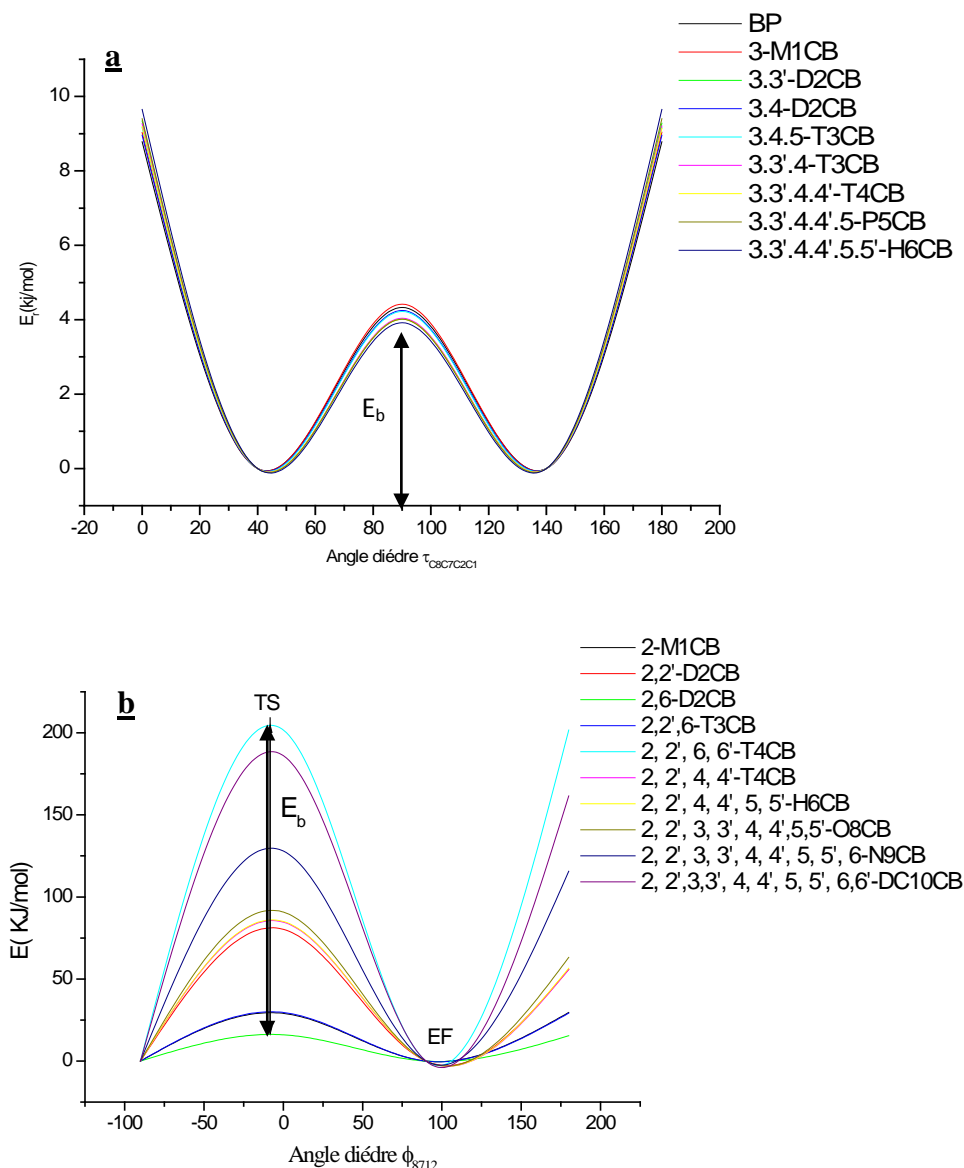 a
BP
3-M1CB
3.3'-D2CB
3.4-D2CB
3.4.5-T3CB
3.3'.4-T3CB
3.3'.4.4'-T4CB
3.3'.4.4'.5-P5CB
3.3'.4.4'.5.5'-H6CB
10
8
6
4
2
0
Er(kj/mol)
Eb
-20 0 20 40 60 80 100 120 140 160 180 200
Angle diédre τC8C7C2C1
b
TS
2-M1CB
2,2'-D2CB
2,6-D2CB
2,2',6-T3CB
2, 2', 6, 6'-T4CB
2, 2', 4, 4'-T4CB
2, 2', 4, 4', 5, 5'-H6CB
2, 2', 3, 3', 4, 4',5,5'-O8CB
2, 2', 3, 3', 4, 4', 5, 5', 6-N9CB
2, 2',3,3', 4, 4', 5, 5', 6,6'-DC10CB
200
150
100
50
0
E( KJ/mol)
Eb
EF
-100 -50 0 50 100 150 200
Angle diédre ϕ8712